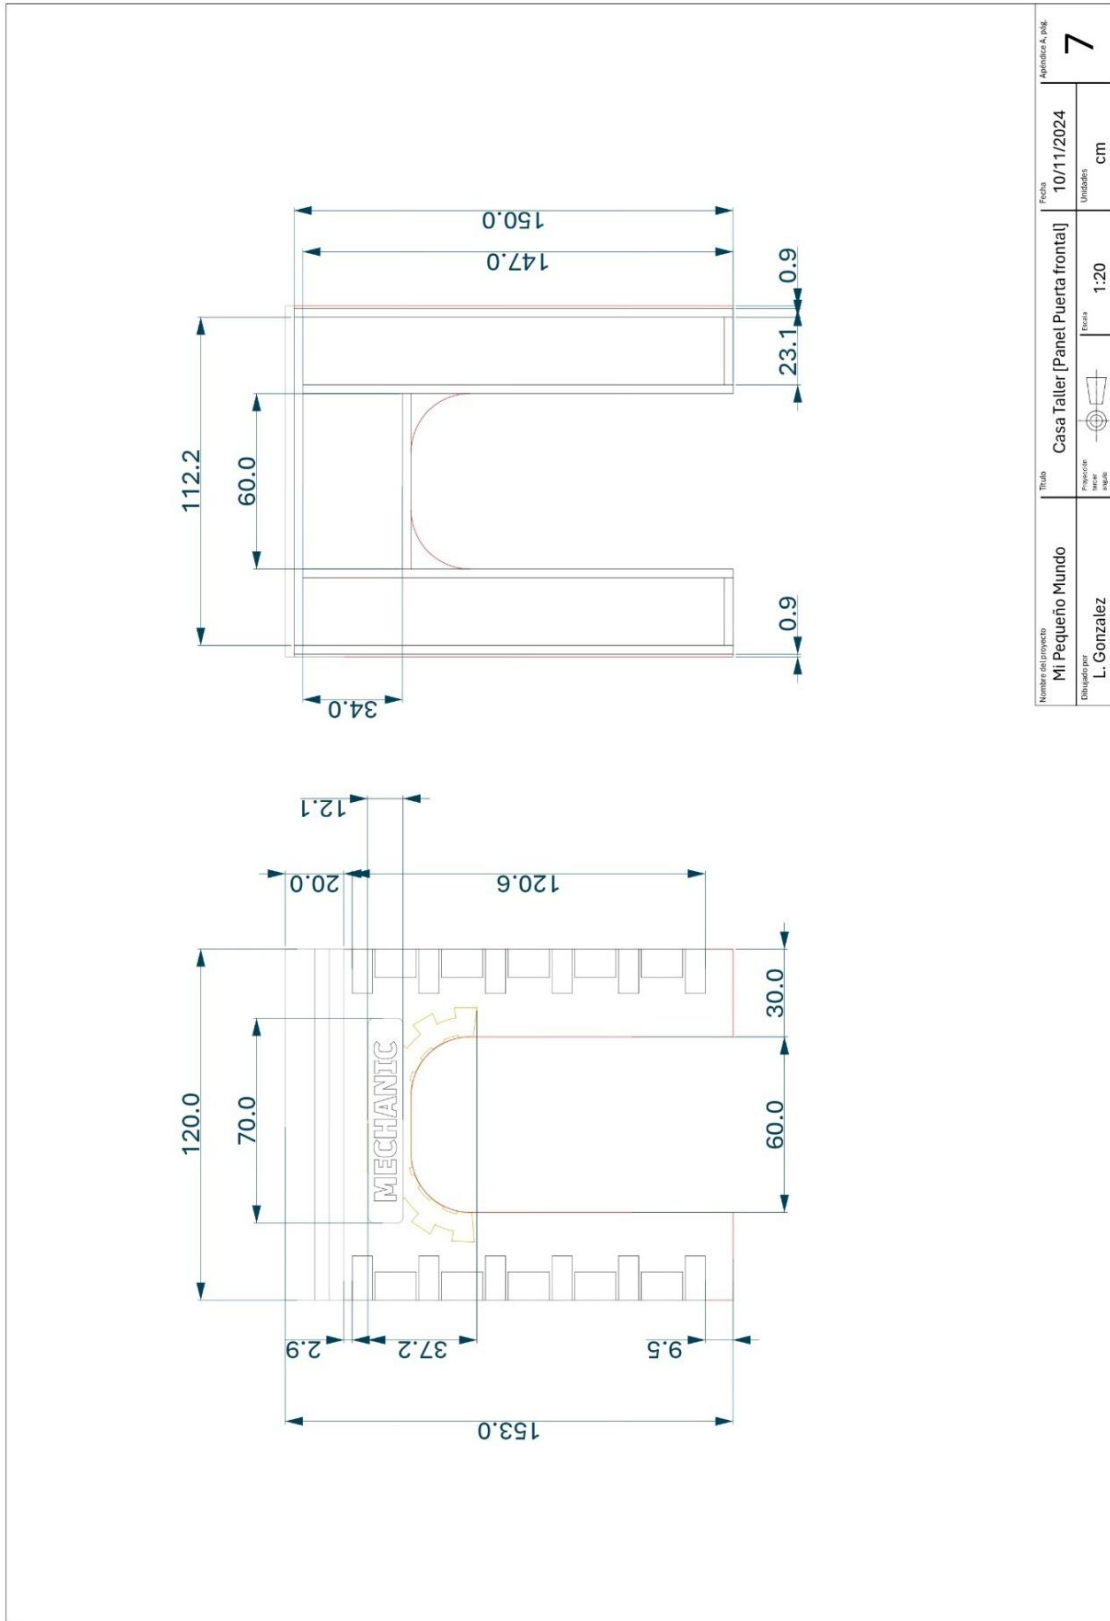 120.0
70.0
20.0
12.1
120.6
MECHANIC
30.0
60.0
2.9
37.2
9.5
153.0
112.2
60.0
150.0
147.0
34.0
0.9
23.1
0.9
Nombre del proyecto
Mi Pequeño Mundo
Dibujado por
L. Gonzalez
Título
Casa Taller [Panel Puerta frontal]
Proyección
tercer
ángulo
Escala
1:20
Fecha
10/11/2024
Unidades
cm
Apéndice A, pág.
7